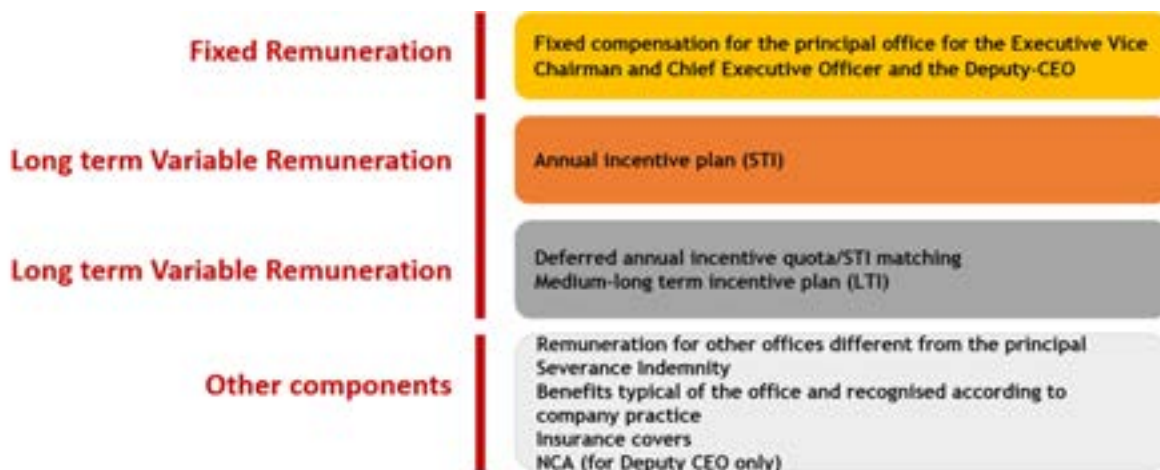 Fixed Remuneration
Fixed compensation for the principal office for the Executive Vice
Chairman and Chief Executive Officer and the Deputy-CEO
Long term Variable Remuneration
Annual incentive plan (STI)
Long term Variable Remuneration
Deferred annual incentive quota/STI matching
Medium-long term incentive plan (LTI)
Other components
Remuneration for other offices different from the principal
Severance Indemnity
Benefits typical of the office and recognised according to
company practice
Insurance covers
NCA (for Deputy CEO only)